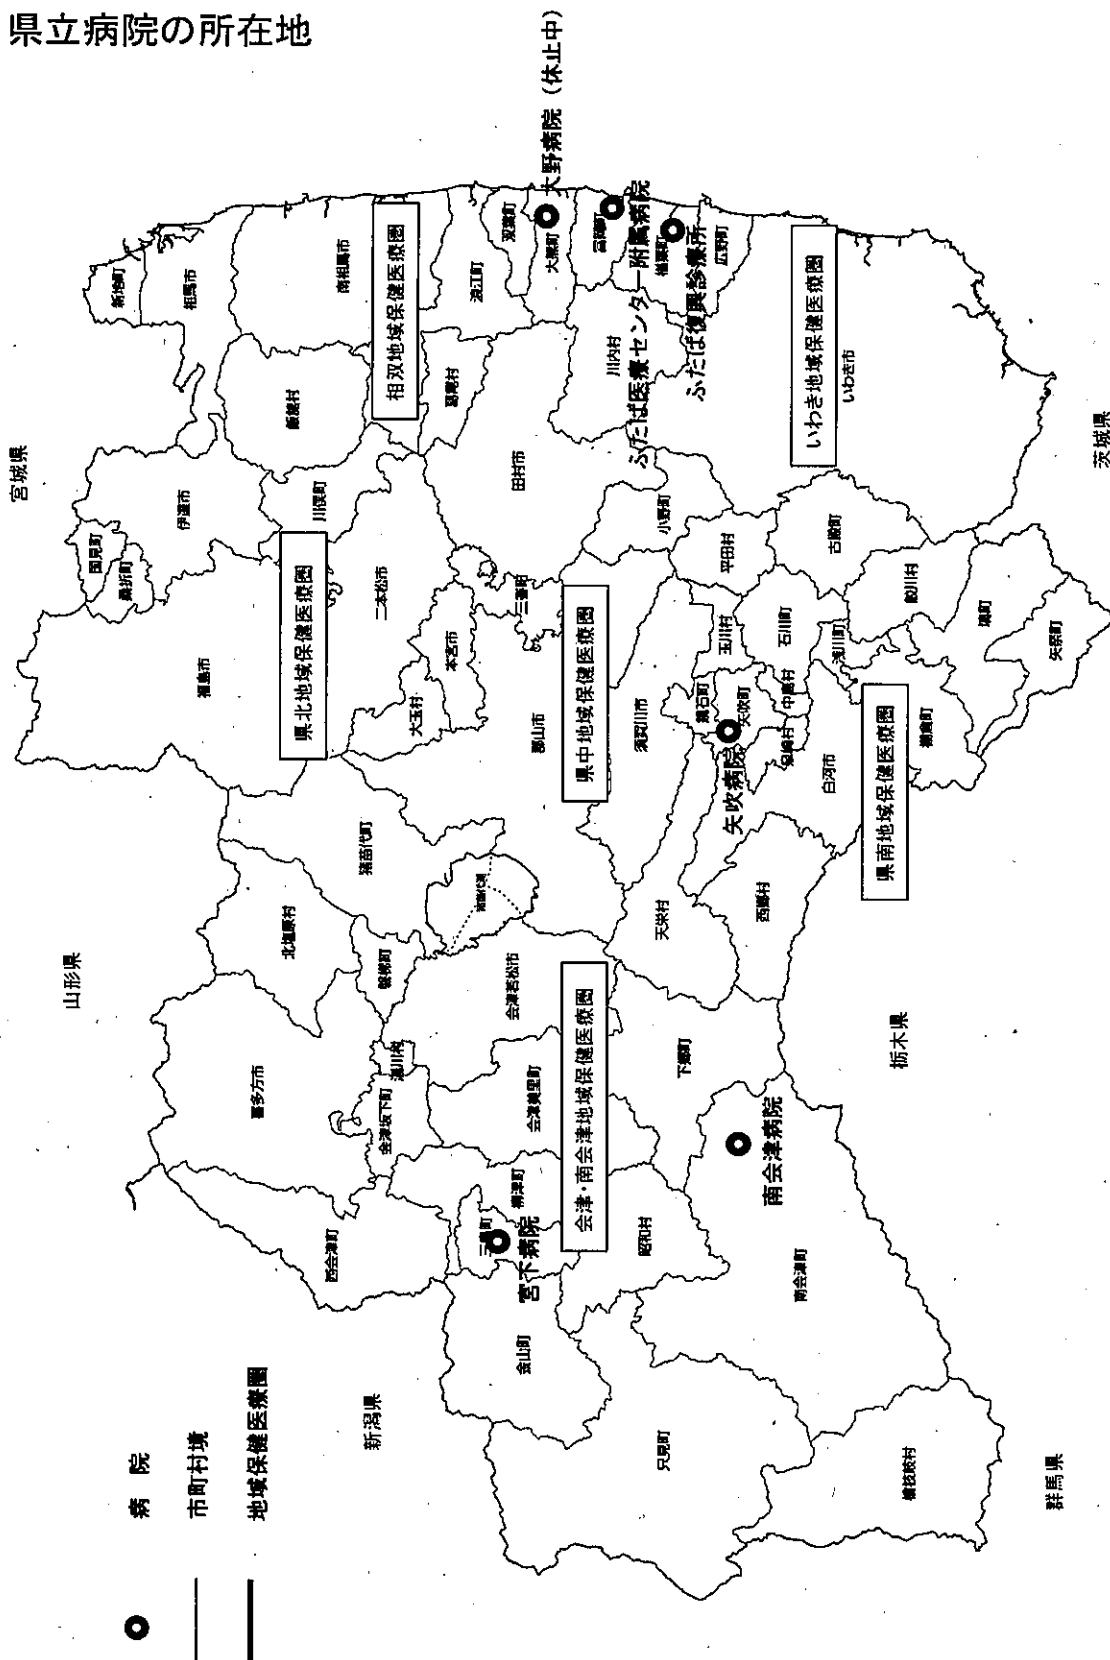 県立病院の所在地
病　院
市町村境
地域保健医療圏
宮城県
山形県
新潟県
群馬県
栃木県
茨城県
県北地域保健医療圏
相双地域保健医療圏
県中地域保健医療圏
いわき地域保健医療圏
県南地域保健医療圏
会津・南会津地域保健医療圏
大野病院（休止中）
ふたば医療センター附属病院
ふたば復興診療所
矢吹病院
南会津病院
宮下病院
新地町
相馬市
南相馬市
飯舘村
浪江町
双葉町
大熊町
富岡町
楢葉町
広野町
川内村
葛尾村
いわき市
国見町
桑折町
伊達市
福島市
川俣町
二本松市
本宮市
大玉村
田村市
三春町
小野町
郡山市
須賀川市
平田村
古殿町
玉川村
石川町
浅川町
鏡石町
矢吹町
中島村
泉崎村
白河市
西郷村
天栄村
鮫川村
塙町
矢祭町
棚倉町
猪苗代町
猪苗代湖
北塩原村
磐梯町
喜多方市
会津若松市
湯川村
会津坂下町
会津美里町
西会津町
柳津町
三島町
金山町
昭和村
下郷町
南会津町
只見町
檜枝岐村